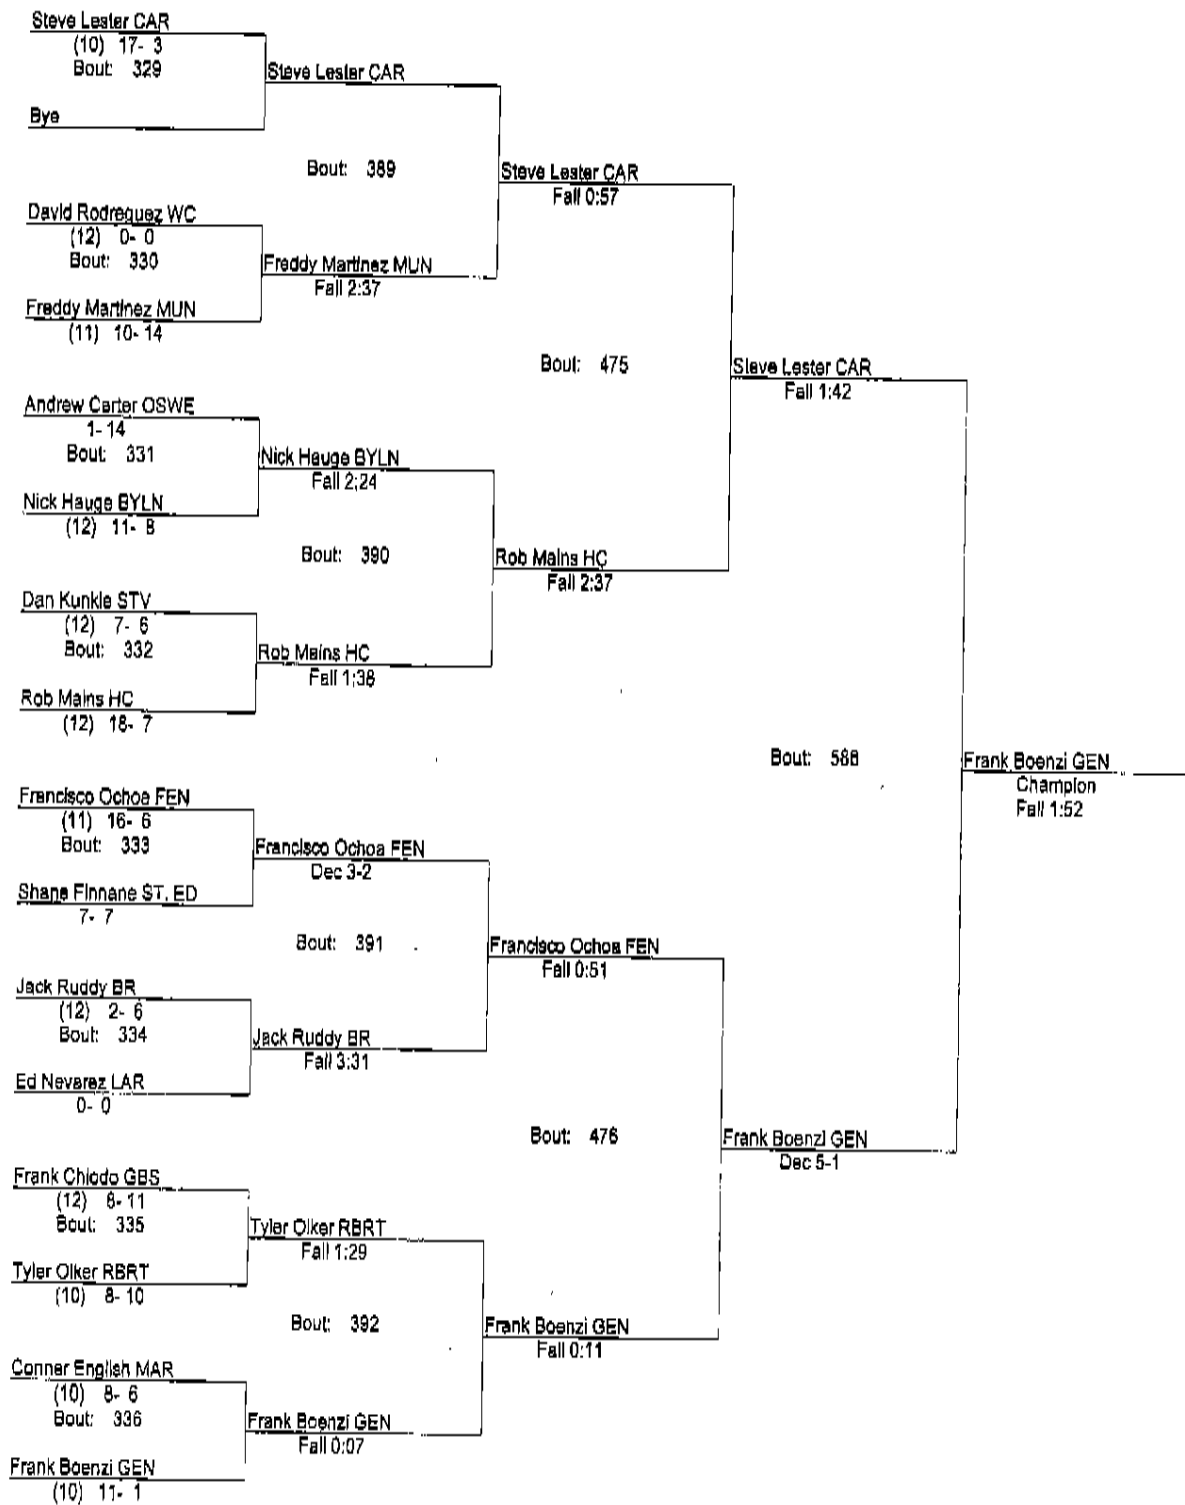 Steve Lester CAR
(10) 17- 3
Bout: 329
Bye
Steve Lester CAR
Bout: 389
David Rodreguez WC
(12) 0- 0
Bout: 330
Freddy Martinez MUN
(11) 10- 14
Freddy Martinez MUN
Fall 2:37
Steve Lester CAR
Fall 0:57
Bout: 475
Andrew Carter OSWE
1- 14
Bout: 331
Nick Hauge BYLN
(12) 11- 8
Nick Hauge BYLN
Fall 2:24
Bout: 390
Dan Kunkle STV
(12) 7- 6
Bout: 332
Rob Mains HC
(12) 18- 7
Rob Mains HC
Fall 1:38
Rob Mains HC
Fall 2:37
Steve Lester CAR
Fall 1:42
Bout: 588
Francisco Ochoa FEN
(11) 16- 6
Bout: 333
Shane Finnane ST. ED
7- 7
Francisco Ochoa FEN
Dec 3-2
Bout: 391
Jack Ruddy BR
(12) 2- 6
Bout: 334
Ed Nevarez LAR
0- 0
Jack Ruddy BR
Fall 3:31
Francisco Ochoa FEN
Fall 0:51
Bout: 476
Frank Chiodo GBS
(12) 8- 11
Bout: 335
Tyler Olker RBRT
(10) 8- 10
Tyler Olker RBRT
Fall 1:29
Bout: 392
Conner English MAR
(10) 8- 6
Bout: 336
Frank Boenzi GEN
(10) 11- 1
Frank Boenzi GEN
Fall 0:07
Frank Boenzi GEN
Fall 0:11
Frank Boenzi GEN
Dec 5-1
Frank Boenzi GEN
Champion
Fall 1:52